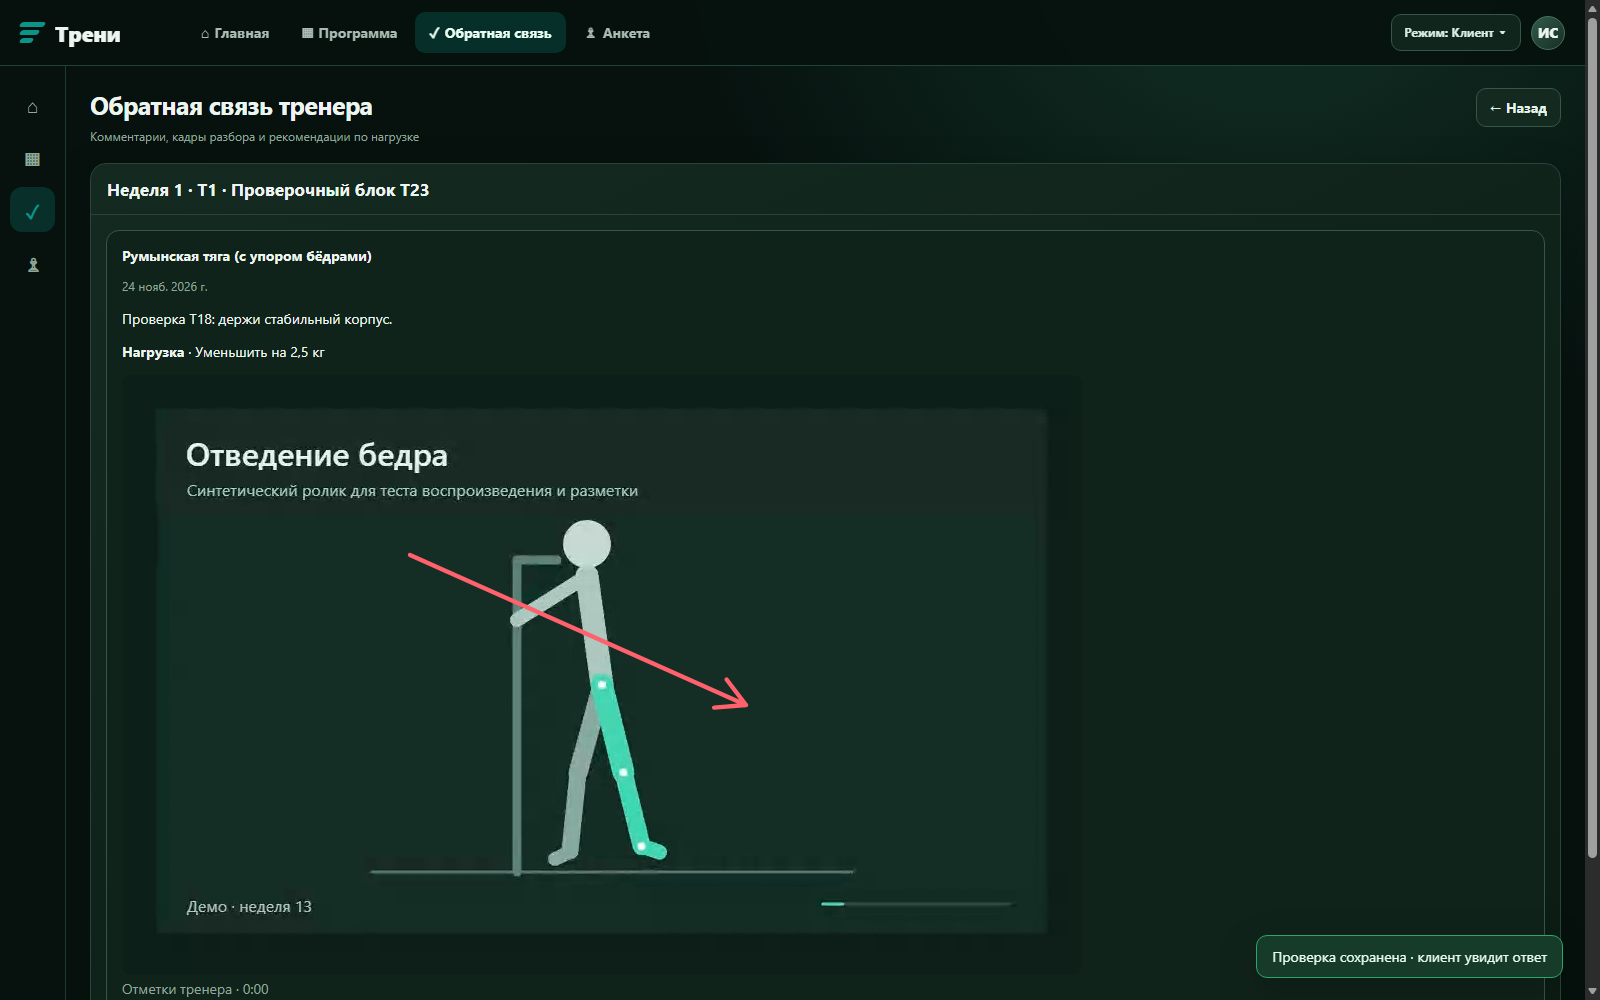 Трени
Главная
Программа
✓ Обратная связь
Анкета
Режим: Клиент
ИС
Обратная связь тренера
← Назад
Комментарии, кадры разбора и рекомендации по нагрузке
Неделя 1 · Т1 · Проверочный блок Т23
Румынская тяга (с упором бёдрами)
24 нояб. 2026 г.
Проверка Т18: держи стабильный корпус.
Нагрузка · Уменьшить на 2,5 кг
Отведение бедра
Синтетический ролик для теста воспроизведения и разметки
Демо · неделя 13
Проверка сохранена · клиент увидит ответ
Отметки тренера · 0:00